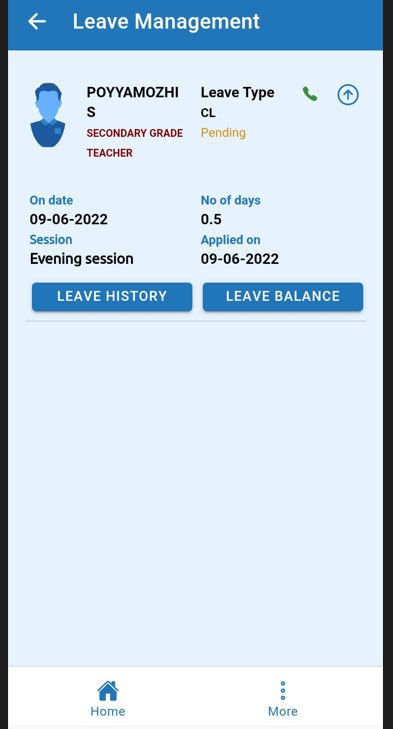 Leave Management
POYYAMOZHI
S
SECONDARY GRADE
TEACHER
Leave Type
CL
Pending
On date
09-06-2022
No of days
0.5
Session
Evening session
Applied on
09-06-2022
LEAVE HISTORY
LEAVE BALANCE
Home
More